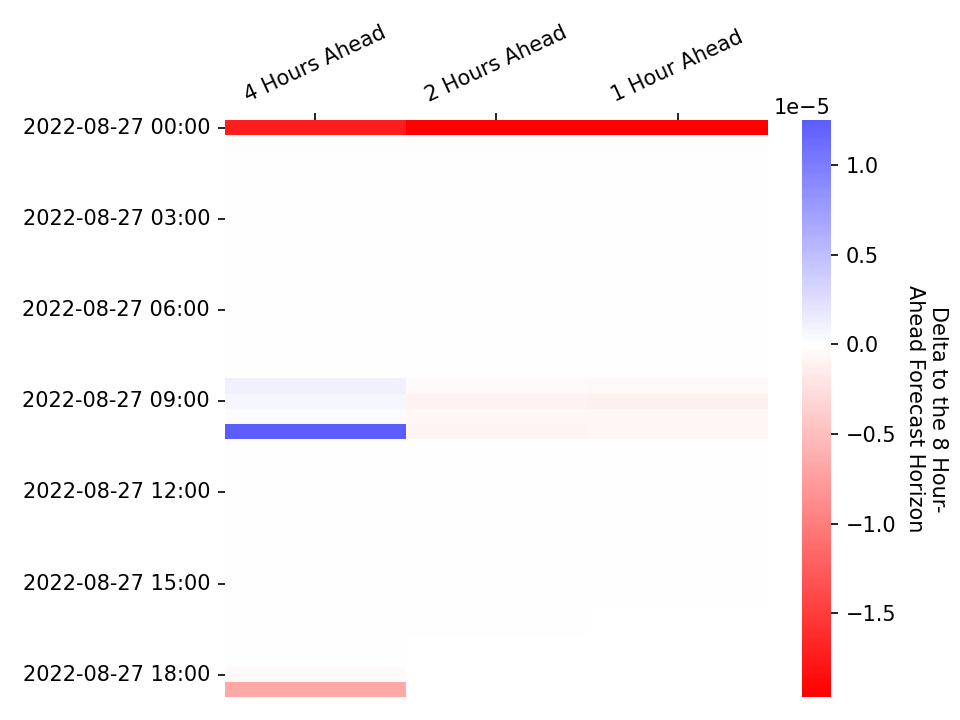 4 Hours Ahead
2 Hours Ahead
1 Hour Ahead
1e−5
2022-08-27 00:00
2022-08-27 03:00
2022-08-27 06:00
2022-08-27 09:00
2022-08-27 12:00
2022-08-27 15:00
2022-08-27 18:00
1.0
0.5
0.0
−0.5
−1.0
−1.5
Delta to the 8 Hour-
Ahead Forecast Horizon